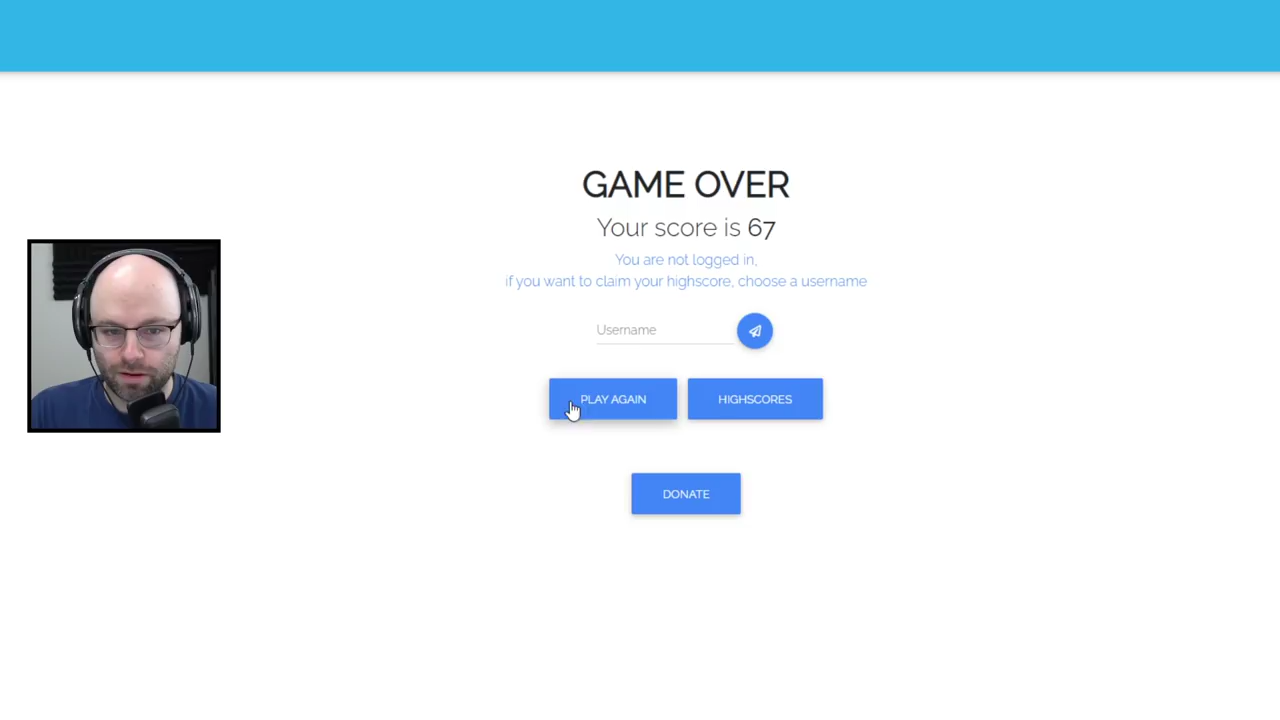 GAME OVER
Your score is 67
You are not logged in,
if you want to claim your highscore, choose a username
Username
PLAY AGAIN
HIGHSCORES
DONATE